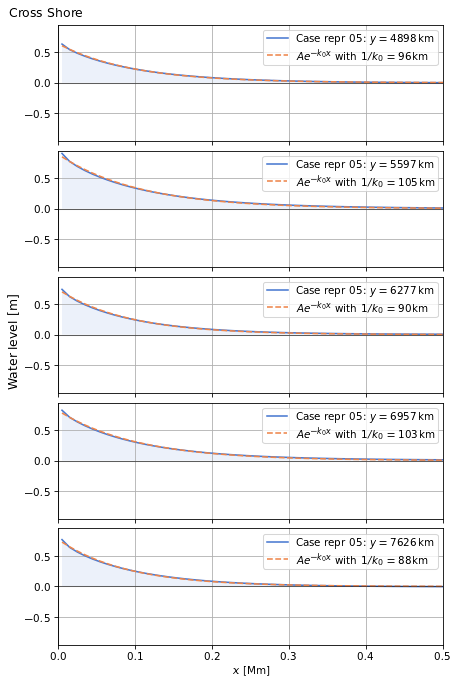 Cross Shore
Water level [m]
0.5
0.0
−0.5
Case repr 05: y = 4898 km
Ae^{−k₀x} with 1/k₀ = 96 km
0.5
0.0
−0.5
Case repr 05: y = 5597 km
Ae^{−k₀x} with 1/k₀ = 105 km
0.5
0.0
−0.5
Case repr 05: y = 6277 km
Ae^{−k₀x} with 1/k₀ = 90 km
0.5
0.0
−0.5
Case repr 05: y = 6957 km
Ae^{−k₀x} with 1/k₀ = 103 km
0.5
0.0
−0.5
Case repr 05: y = 7626 km
Ae^{−k₀x} with 1/k₀ = 88 km
0.0 0.1 0.2 0.3 0.4 0.5
x [Mm]